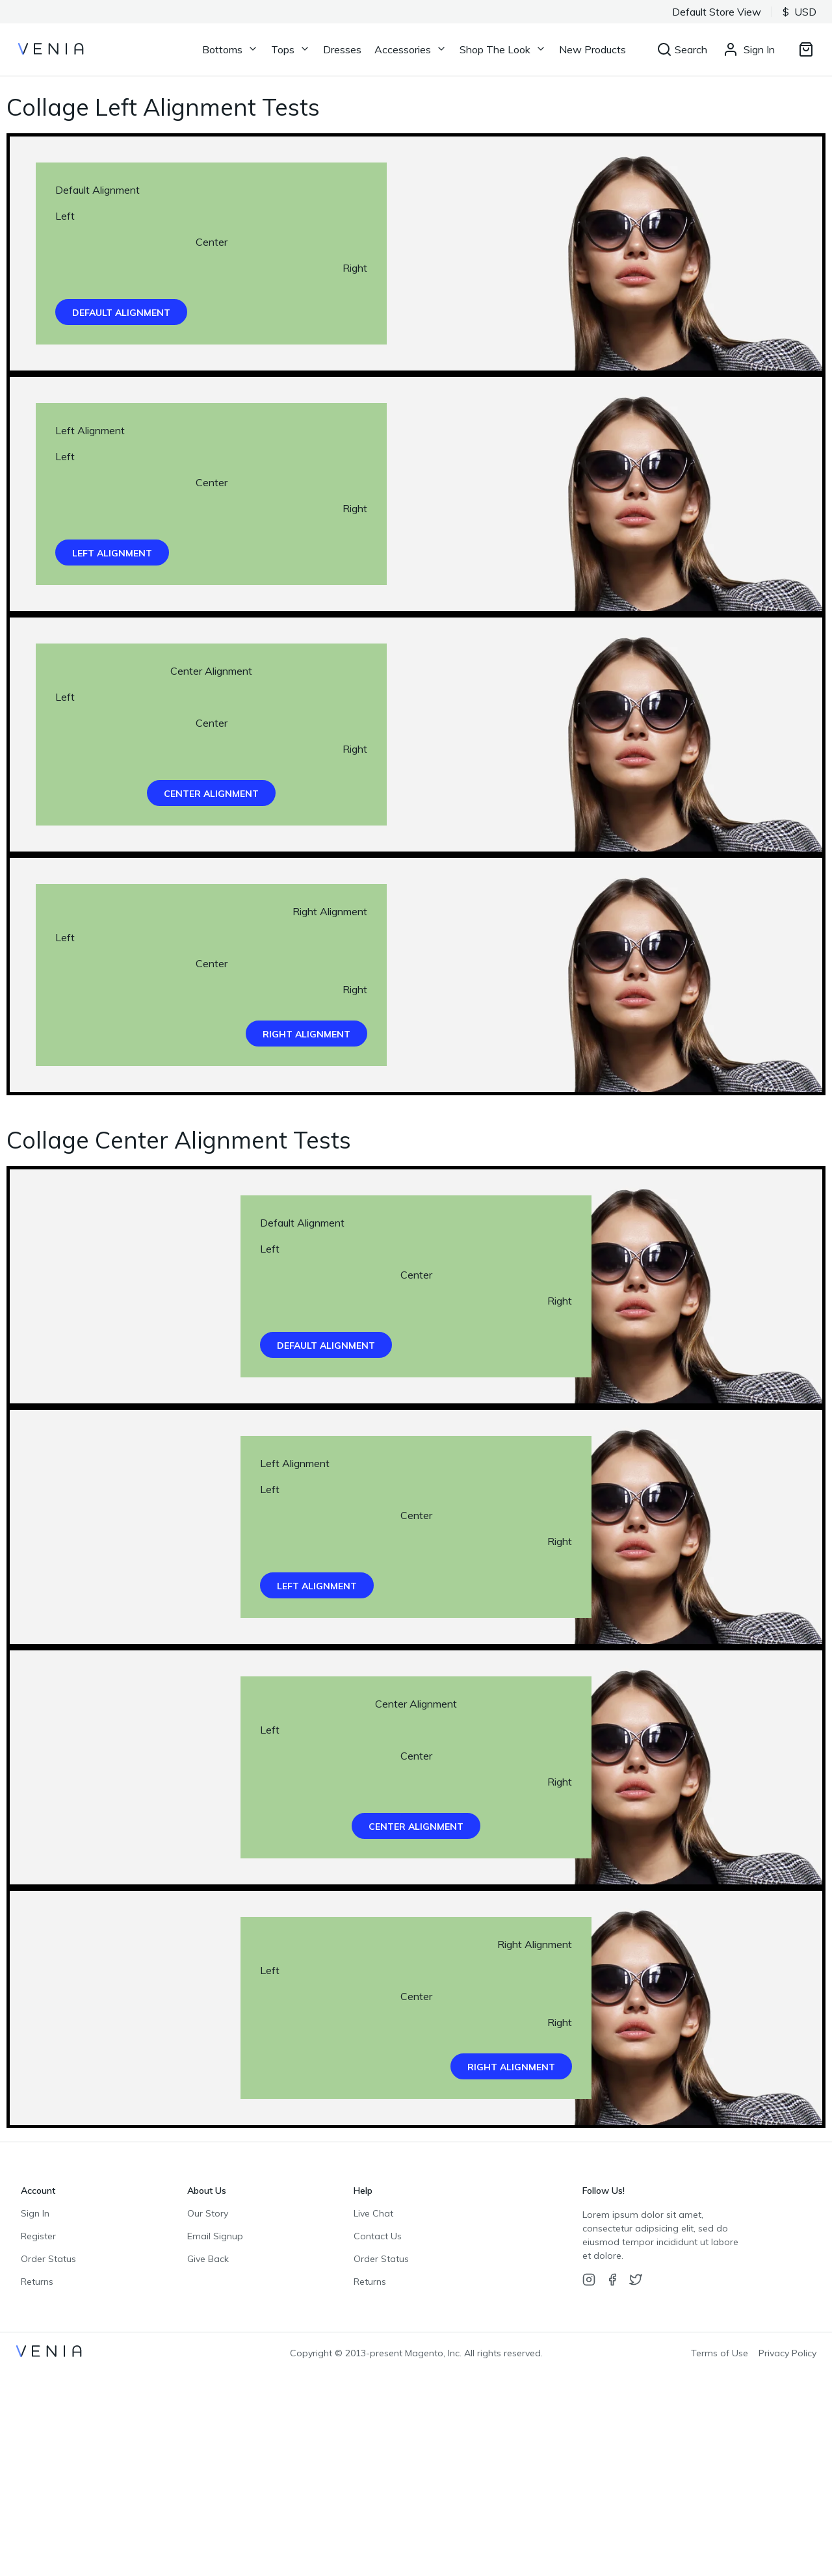 Default Store View
$ USD
VENIA
Bottoms
Tops
Dresses
Accessories
Shop The Look
New Products
Search
Sign In
Collage Left Alignment Tests
Default Alignment
Left
Center
Right
DEFAULT ALIGNMENT
Left Alignment
Left
Center
Right
LEFT ALIGNMENT
Center Alignment
Left
Center
Right
CENTER ALIGNMENT
Right Alignment
Left
Center
Right
RIGHT ALIGNMENT
Collage Center Alignment Tests
Default Alignment
Left
Center
Right
DEFAULT ALIGNMENT
Left Alignment
Left
Center
Right
LEFT ALIGNMENT
Center Alignment
Left
Center
Right
CENTER ALIGNMENT
Right Alignment
Left
Center
Right
RIGHT ALIGNMENT
Account
Sign In
Register
Order Status
Returns
About Us
Our Story
Email Signup
Give Back
Help
Live Chat
Contact Us
Order Status
Returns
Follow Us!
Lorem ipsum dolor sit amet,
consectetur adipsicing elit, sed do
eiusmod tempor incididunt ut labore
et dolore.
VENIA
Copyright © 2013-present Magento, Inc. All rights reserved.
Terms of Use
Privacy Policy